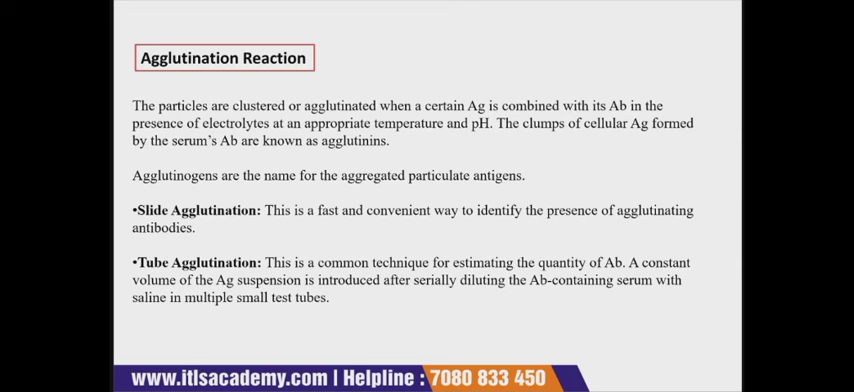 Agglutination Reaction
The particles are clustered or agglutinated when a certain Ag is combined with its Ab in the
presence of electrolytes at an appropriate temperature and pH. The clumps of cellular Ag formed
by the serum's Ab are known as agglutinins.
Agglutinogens are the name for the aggregated particulate antigens.
•Slide Agglutination: This is a fast and convenient way to identify the presence of agglutinating
antibodies.
•Tube Agglutination: This is a common technique for estimating the quantity of Ab. A constant
volume of the Ag suspension is introduced after serially diluting the Ab-containing serum with
saline in multiple small test tubes.
www.itlsacademy.com | Helpline : 7080 833 450